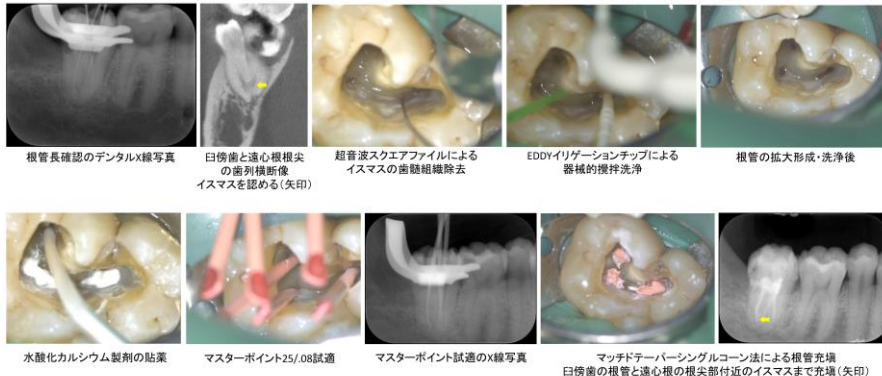 根管長確認のデンタルX線写真
臼傍歯と遠心根根尖
の歯列横断像
イスマスを認める(矢印)
超音波スクエアファイルによる
イスマスの歯髄組織除去
EDDYイリゲーションチップによる
器械的攪拌洗浄
根管の拡大形成・洗浄後
水酸化カルシウム製剤の貼薬
マスターポイント25/.08試適
マスターポイント試適のX線写真
マッチドテーパーシングルコーン法による根管充塡
臼傍歯の根管と遠心根の根尖部付近のイスマスまで充塡(矢印)